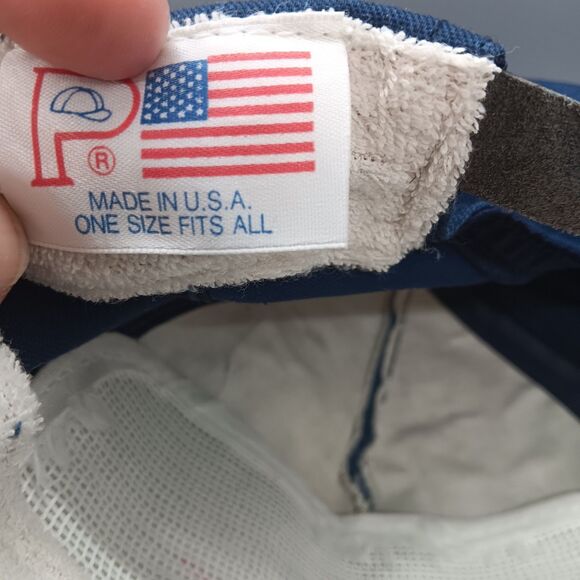 P ®
MADE IN U.S.A.
ONE SIZE FITS ALL